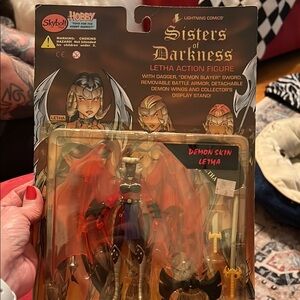 Skybolt
HOBBY
LIGHTNING COMICS
Sisters
of
Darkness
LETHA ACTION FIGURE
WITH DAGGER, "DEMON SLAYER" SWORD,
REMOVABLE BATTLE ARMOR, DETACHABLE
DEMON WINGS AND COLLECTOR'S
DISPLAY STAND!
WARNING: CHOKING
LETHA
DEMON SKIN
LETHA